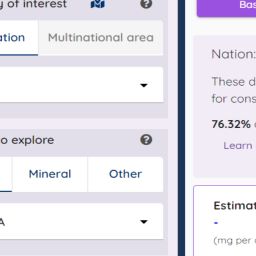 y of interest
ation
Multinational area
to explore
Mineral
Other
A
Bas
Nation:
These d
for cons
76.32%
Learn
Estimat
-
(mg per